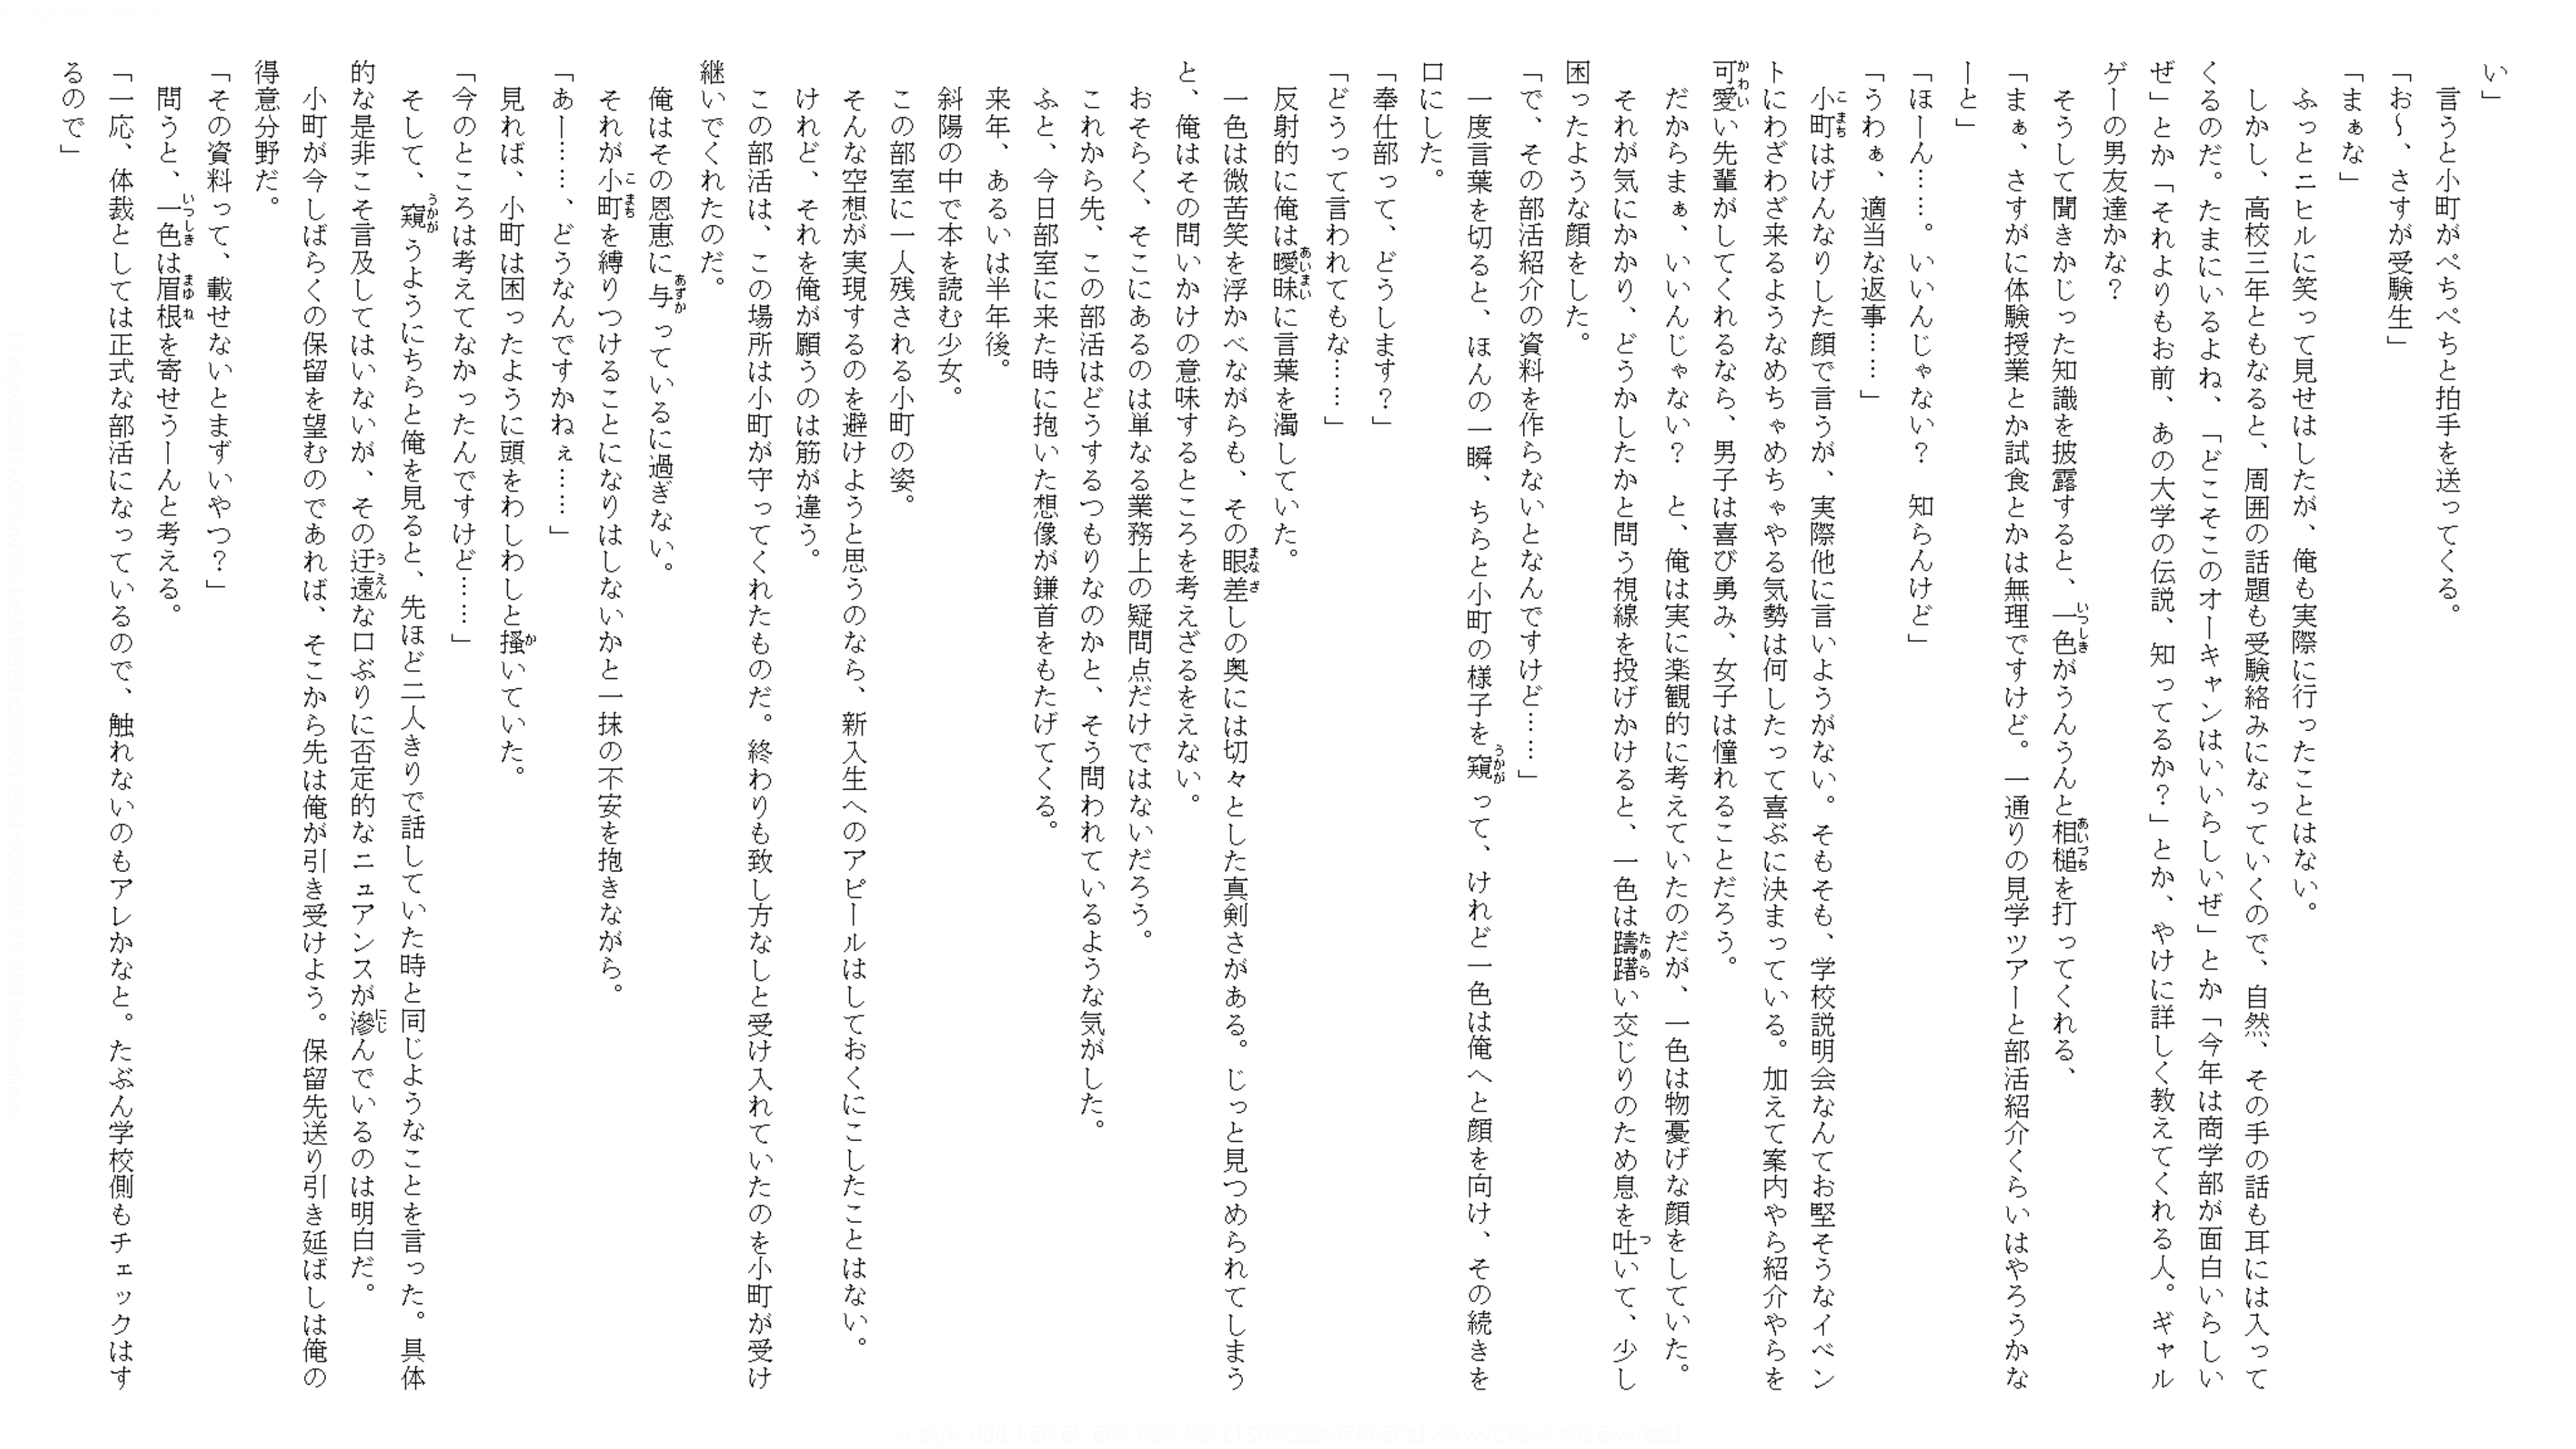 い」
　言うと小町がぺちぺちと拍手を送ってくる。
「お〜、さすが受験生」
「まぁな」
　ふっとニヒルに笑って見せはしたが、俺も実際に行ったことはない。
　しかし、高校三年ともなると、周囲の話題も受験絡みになっていくので、自然、その手の話も耳には入って
くるのだ。たまにいるよね、「どこそこのオーキャンはいいらしいぜ」とか「今年は商学部が面白いらしい
ぜ」とか「それよりもお前、あの大学の伝説、知ってるか？」とか、やけに詳しく教えてくれる人。ギャル
ゲーの男友達かな？
　そうして聞きかじった知識を披露すると、一色がうんうんと相槌を打ってくれる、
「まぁ、さすがに体験授業とか試食とかは無理ですけど。一通りの見学ツアーと部活紹介くらいはやろうかな
ーと」
「ほーん……。いいんじゃない？　知らんけど」
「うわぁ、適当な返事……」
　小町はげんなりした顔で言うが、実際他に言いようがない。そもそも、学校説明会なんてお堅そうなイベン
トにわざわざ来るようなめちゃめちゃやる気勢は何したって喜ぶに決まっている。加えて案内やら紹介やらを
可愛い先輩がしてくれるなら、男子は喜び勇み、女子は憧れることだろう。
　だからまぁ、いいんじゃない？　と、俺は実に楽観的に考えていたのだが、一色は物憂げな顔をしていた。
　それが気にかかり、どうかしたかと問う視線を投げかけると、一色は躊躇い交じりのため息を吐いて、少し
困ったような顔をした。
「で、その部活紹介の資料を作らないとなんですけど……」
　一度言葉を切ると、ほんの一瞬、ちらと小町の様子を窺って、けれど一色は俺へと顔を向け、その続きを
口にした。
「奉仕部って、どうします？」
「どうって言われてもな……」
　反射的に俺は曖昧に言葉を濁していた。
　一色は微苦笑を浮かべながらも、その眼差しの奥には切々とした真剣さがある。じっと見つめられてしまう
と、俺はその問いかけの意味するところを考えざるをえない。
　おそらく、そこにあるのは単なる業務上の疑問点だけではないだろう。
　これから先、この部活はどうするつもりなのかと、そう問われているような気がした。
　ふと、今日部室に来た時に抱いた想像が鎌首をもたげてくる。
　来年、あるいは半年後。
　斜陽の中で本を読む少女。
　この部室に一人残される小町の姿。
　そんな空想が実現するのを避けようと思うのなら、新入生へのアピールはしておくにこしたことはない。
　けれど、それを俺が願うのは筋が違う。
　この部活は、この場所は小町が守ってくれたものだ。終わりも致し方なしと受け入れていたのを小町が受け
継いでくれたのだ。
　俺はその恩恵に与っているに過ぎない。
　それが小町を縛りつけることになりはしないかと一抹の不安を抱きながら。
「あー……、どうなんですかねぇ……」
　見れば、小町は困ったように頭をわしわしと掻いていた。
「今のところは考えてなかったんですけど……」
　そして、窺うようにちらと俺を見ると、先ほど二人きりで話していた時と同じようなことを言った。具体
的な是非こそ言及してはいないが、その迂遠な口ぶりに否定的なニュアンスが滲んでいるのは明白だ。
　小町が今しばらくの保留を望むのであれば、そこから先は俺が引き受けよう。保留先送り引き延ばしは俺の
得意分野だ。
「その資料って、載せないとまずいやつ？」
　問うと、一色は眉根を寄せうーんと考える。
「一応、体裁としては正式な部活になっているので、触れないのもアレかなと。たぶん学校側もチェックはす
るので」